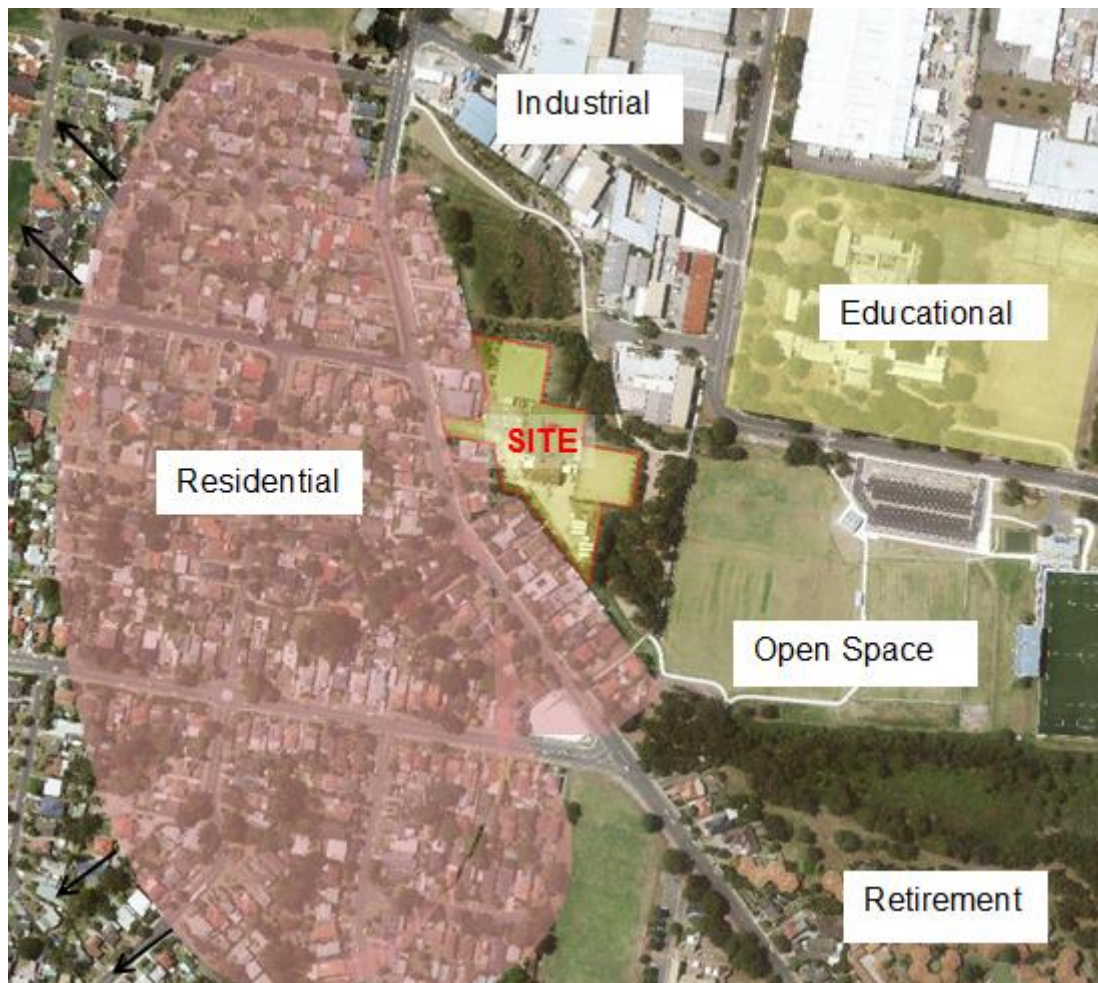 Industrial
Educational
SITE
Residential
Open Space
Retirement